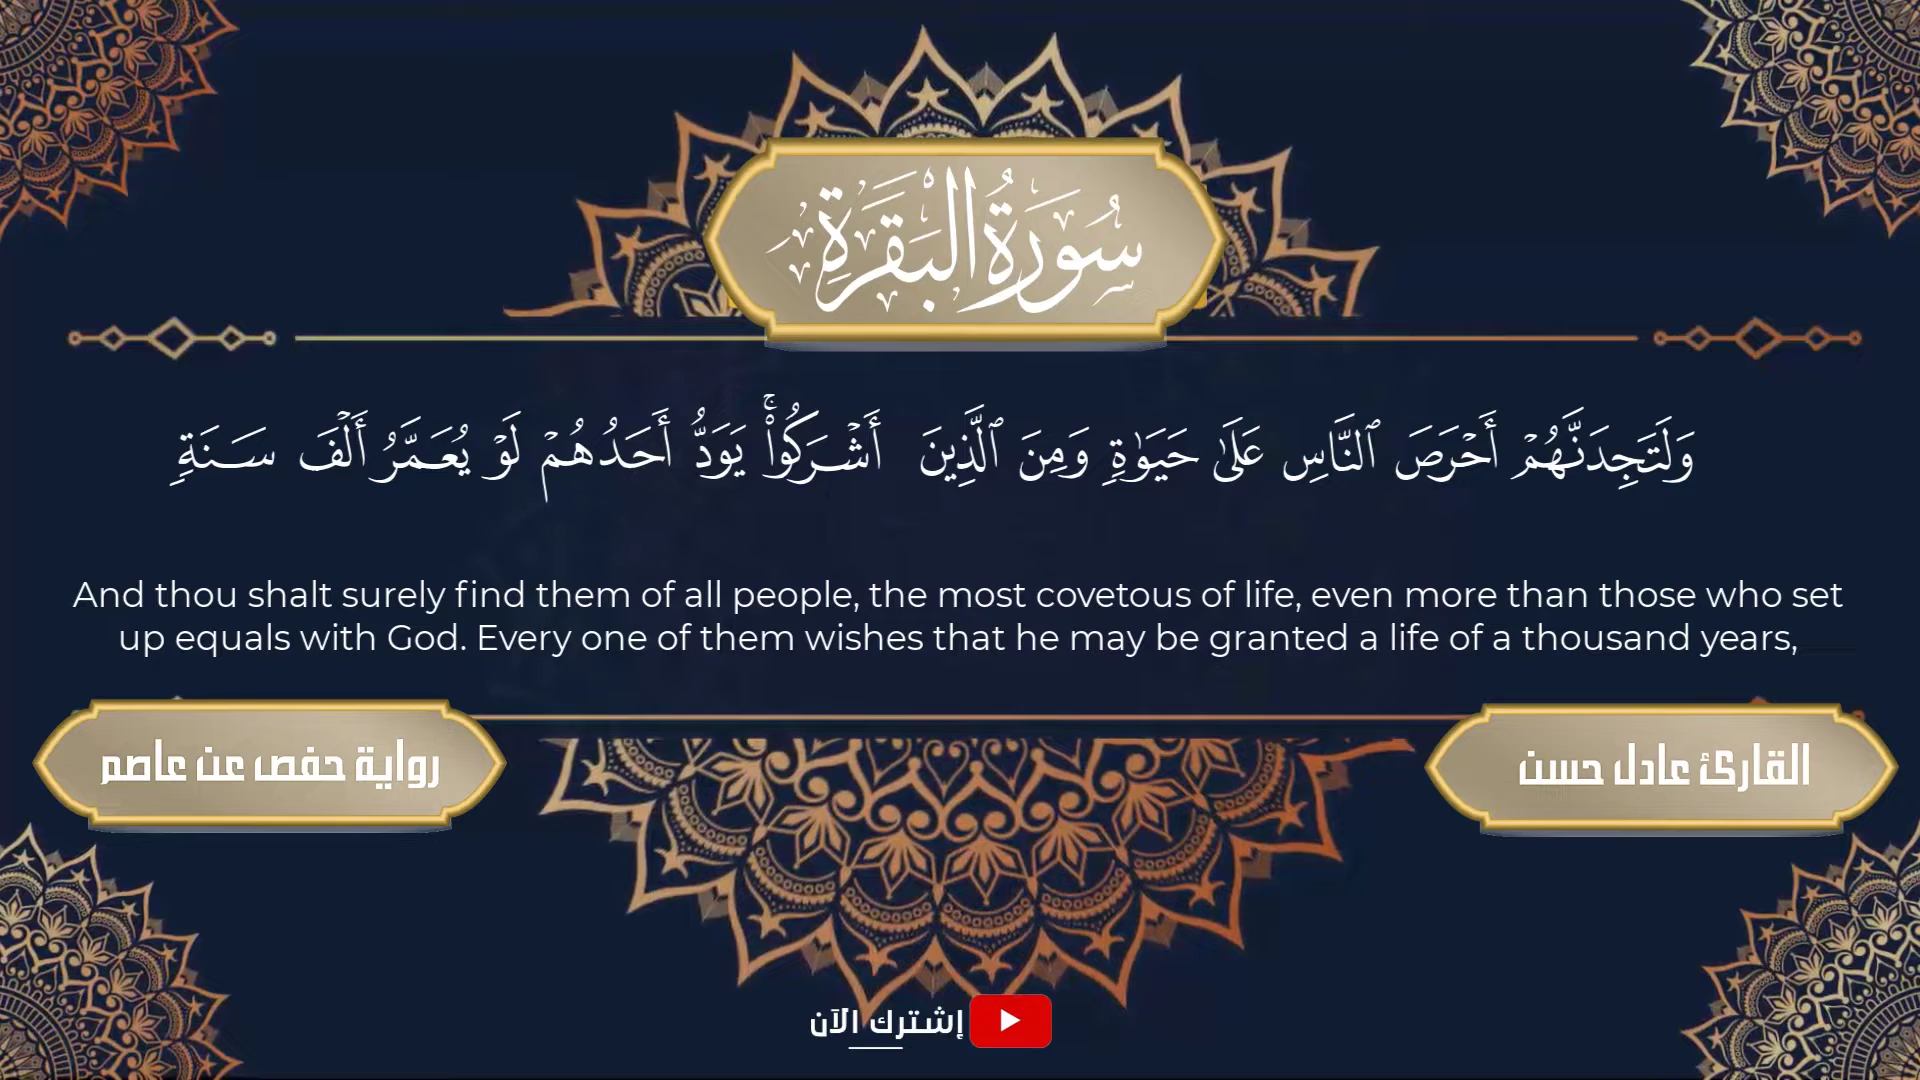 سُورَةُ البَقَرَةِ
وَلَتَجِدَنَّهُمۡ أَحۡرَصَ ٱلنَّاسِ عَلَىٰ حَيَوٰةٖ وَمِنَ ٱلَّذِينَ أَشۡرَكُواْۚ يَوَدُّ أَحَدُهُمۡ لَوۡ يُعَمَّرُ أَلۡفَ سَنَةٖ
And thou shalt surely find them of all people, the most covetous of life, even more than those who set
up equals with God. Every one of them wishes that he may be granted a life of a thousand years,
القارئ عادل حسن
رواية حفص عن عاصم
إشترك الآن